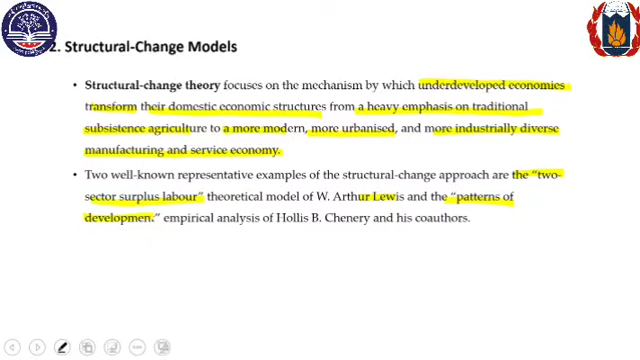 2. Structural-Change Models
• Structural-change theory focuses on the mechanism by which underdeveloped economies
transform their domestic economic structures from a heavy emphasis on traditional
subsistence agriculture to a more modern, more urbanised, and more industrially diverse
manufacturing and service economy.
• Two well-known representative examples of the structural-change approach are the “two-
sector surplus labour” theoretical model of W. Arthur Lewis and the “patterns of
developmen.” empirical analysis of Hollis B. Chenery and his coauthors.